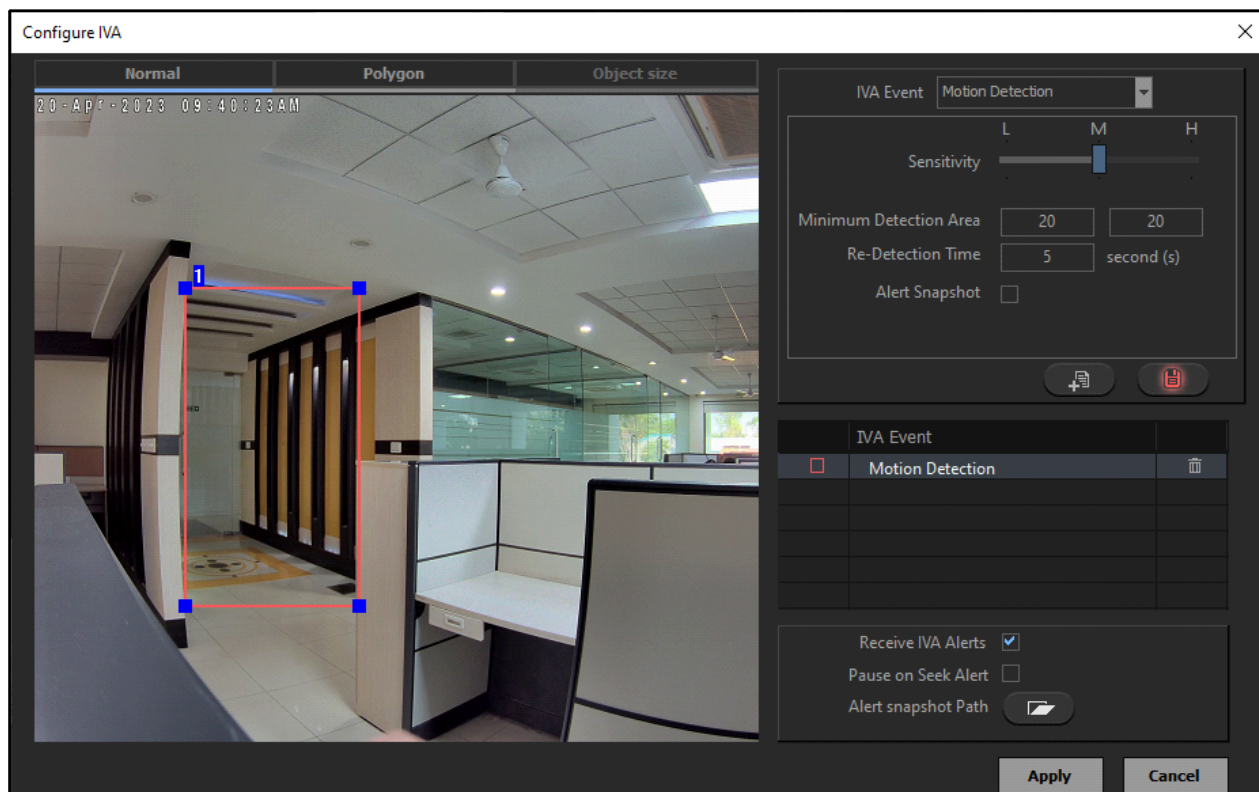 Configure IVA
Normal Polygon Object size
20-Apr-2023 09:40:23AM
1
IVA Event Motion Detection
L M H
Sensitivity
Minimum Detection Area 20 20
Re-Detection Time 5 second (s)
Alert Snapshot
IVA Event
Motion Detection
Receive IVA Alerts
Pause on Seek Alert
Alert snapshot Path
Apply Cancel